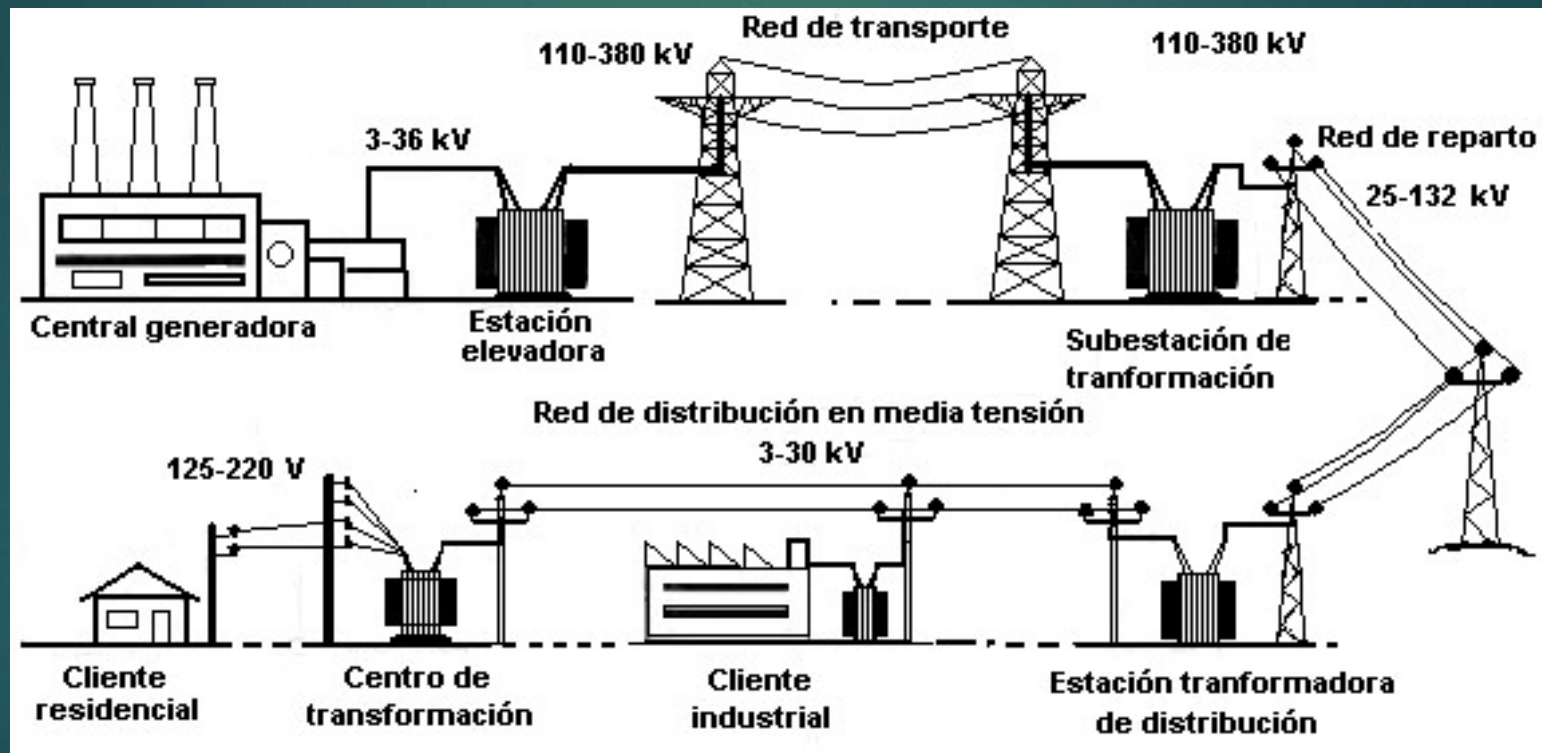 Red de transporte
110-380 kV
110-380 kV
3-36 kV
Red de reparto
25-132 kV
Central generadora
Estación
elevadora
Subestación de
tranformación
Red de distribución en media tensión
3-30 kV
125-220 V
Cliente
residencial
Centro de
transformación
Cliente
industrial
Estación tranformadora
de distribución